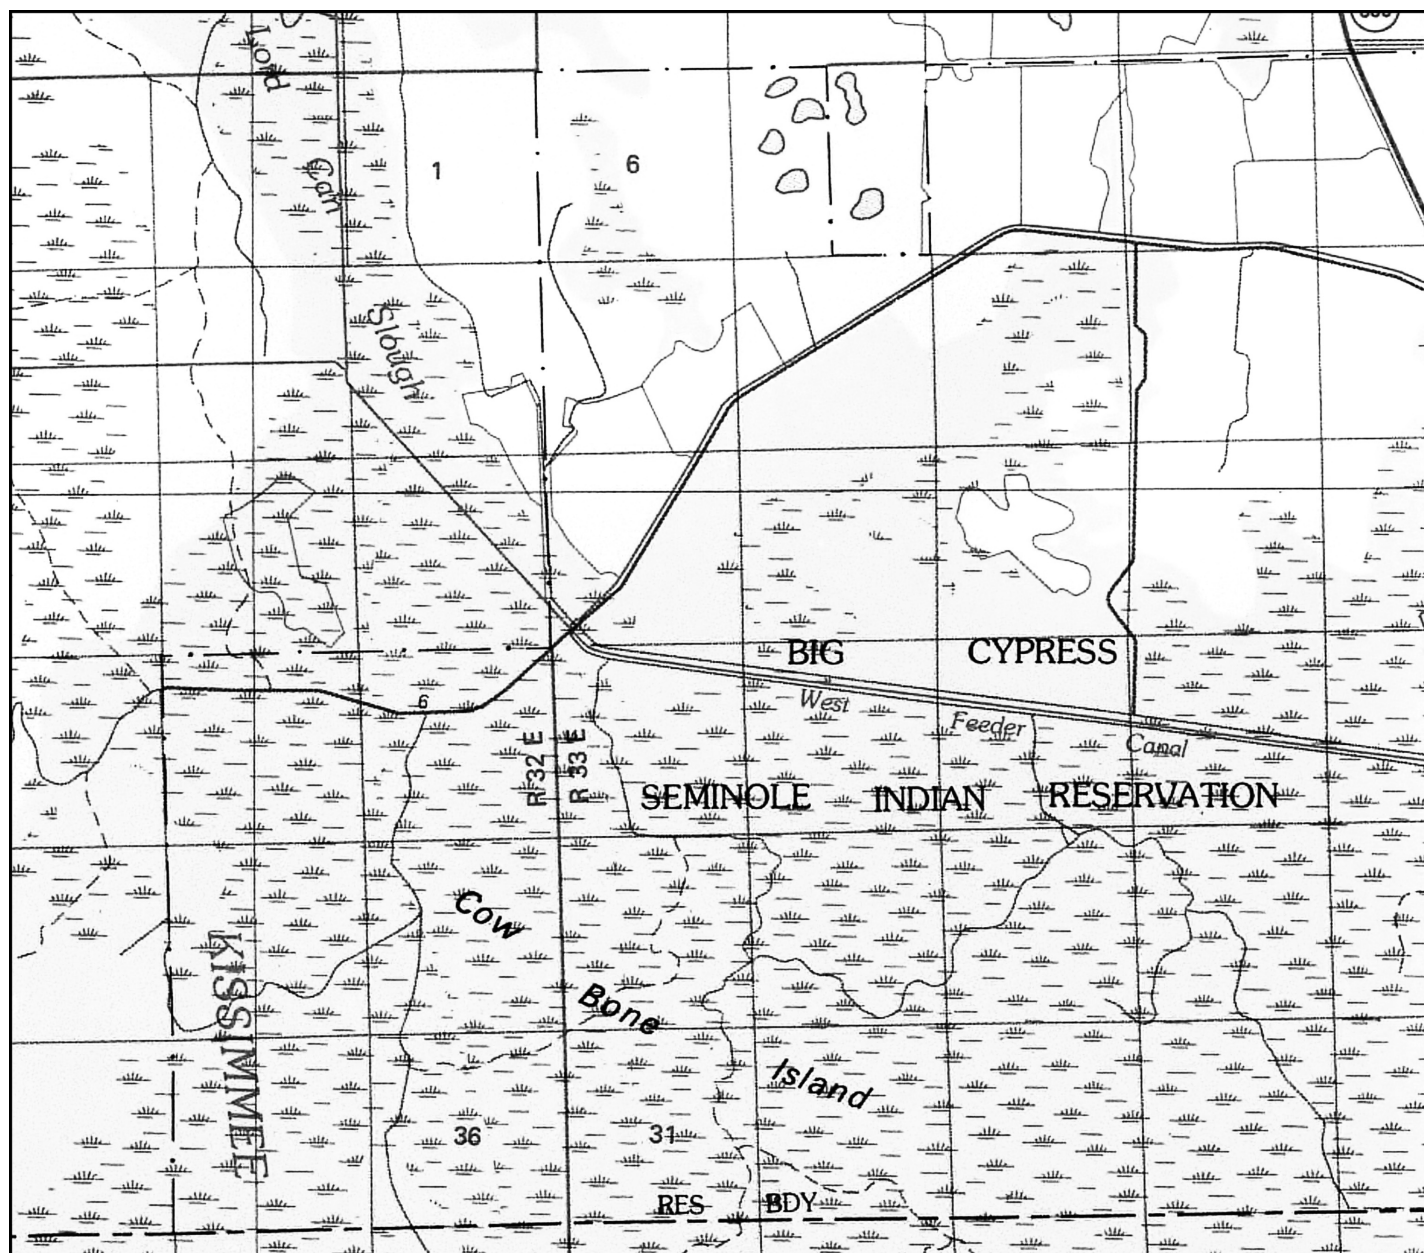 Lord
Can
Slough
1
6
BIG CYPRESS
West Feeder Canal
6
R 32 E
R 33 E
SEMINOLE INDIAN RESERVATION
Cow
Bone
Island
KISSIMMEE
36
31
RES BDY